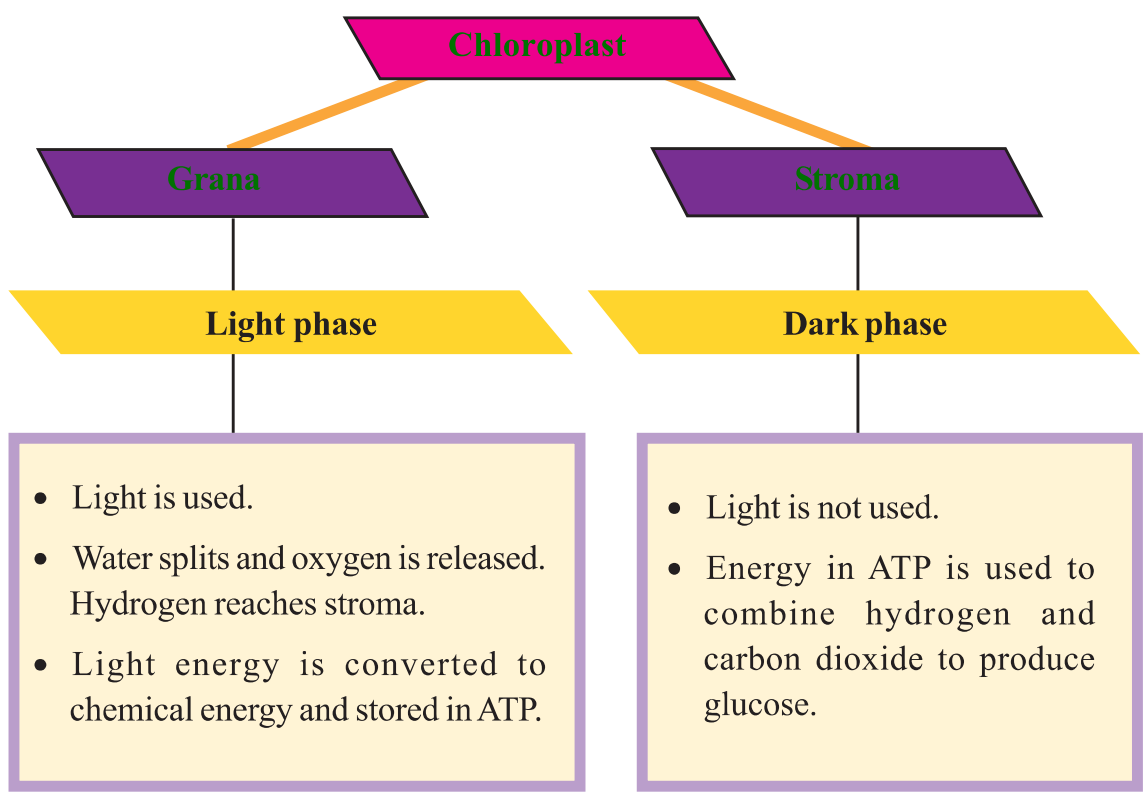 Chloroplast
Grana
Stroma
Light phase
Dark phase
• Light is used.
• Water splits and oxygen is released.
Hydrogen reaches stroma.
• Light energy is converted to
chemical energy and stored in ATP.
• Light is not used.
• Energy in ATP is used to
combine hydrogen and
carbon dioxide to produce
glucose.